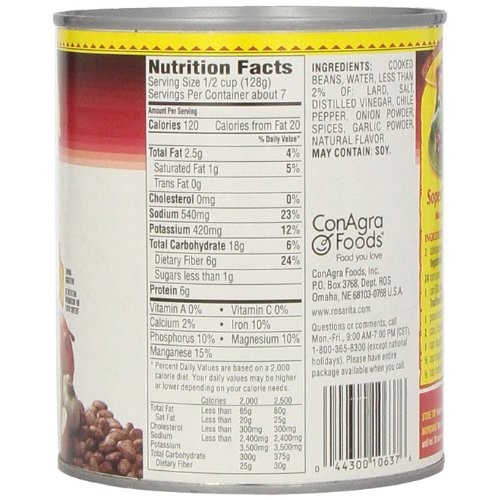 Nutrition Facts
Serving Size 1/2 cup (128g)
Servings Per Container about 7
Amount Per Serving
Calories 120 Calories from Fat 20
% Daily Value*
Total Fat 2.5g 4%
Saturated Fat 1g 5%
Trans Fat 0g
Cholesterol 0mg 0%
Sodium 540mg 23%
Potassium 420mg 12%
Total Carbohydrate 18g 6%
Dietary Fiber 6g 24%
Sugars less than 1g
Protein 6g
Vitamin A 0% • Vitamin C 0%
Calcium 2% • Iron 10%
Phosphorus 10% • Magnesium 10%
Manganese 15%
* Percent Daily Values are based on a 2,000
calorie diet. Your daily values may be higher
or lower depending on your calorie needs.
Calories 2,000 2,500
Total Fat Less than 65g 80g
Sat Fat Less than 20g 25g
Cholesterol Less than 300mg 300mg
Sodium Less than 2,400mg 2,400mg
Potassium 3,500mg 3,500mg
Total Carbohydrate 300g 375g
Dietary Fiber 25g 30g
INGREDIENTS: COOKED
BEANS, WATER, LESS THAN
2% OF: LARD, SALT,
DISTILLED VINEGAR, CHILE
PEPPER, ONION POWDER,
SPICES, GARLIC POWDER,
NATURAL FLAVOR.
MAY CONTAIN: SOY.
ConAgra
Foods®
Food you love
ConAgra Foods, Inc.
P.O. Box 3768, Dept. ROS
Omaha, NE 68103-0768 U.S.A.
www.rosarita.com
Questions or comments, call
Mon.-Fri., 9:00 AM-7:00 PM (CST),
1-800-365-8300 (except national
holidays). Please have entire
package available when you call.
0 44300 10637 6